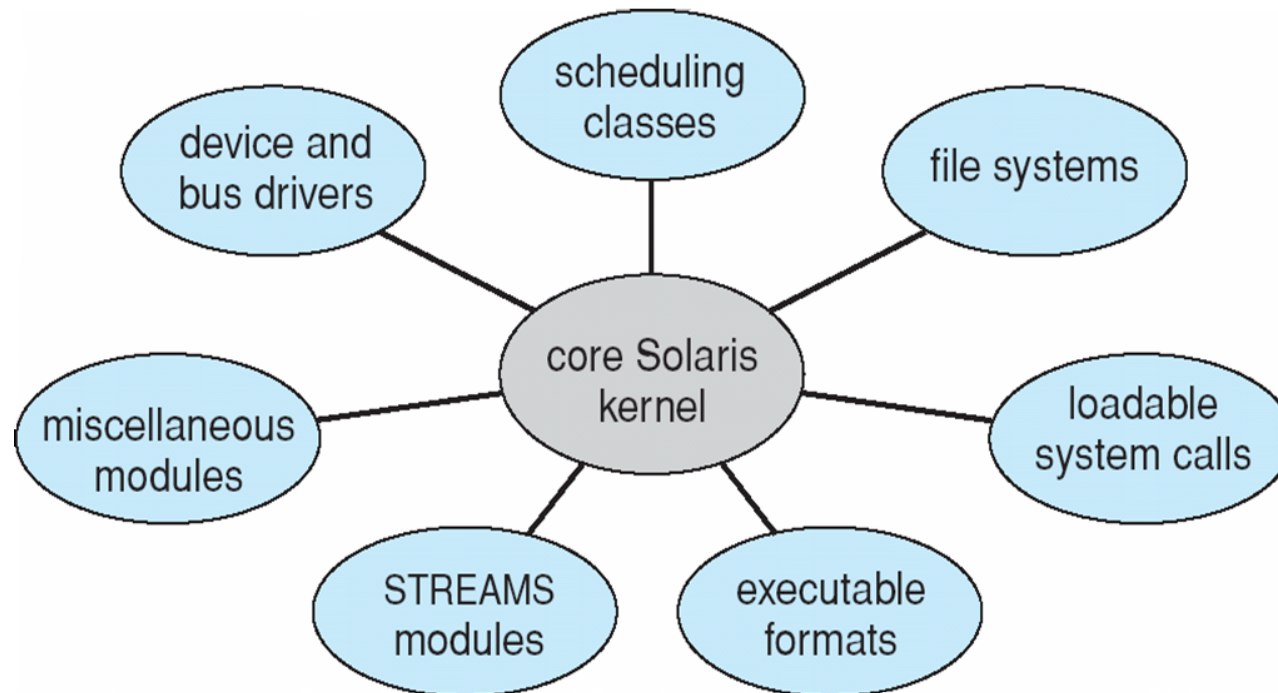 scheduling
classes
device and
bus drivers
file systems
core Solaris
kernel
miscellaneous
modules
loadable
system calls
STREAMS
modules
executable
formats